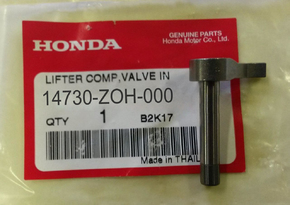 HONDA
GENUINE PARTS
Honda Motor Co., Ltd.
LIFTER COMP,VALVE IN
14730-ZOH-000
QTY 1 B2K17
Made in THAIL